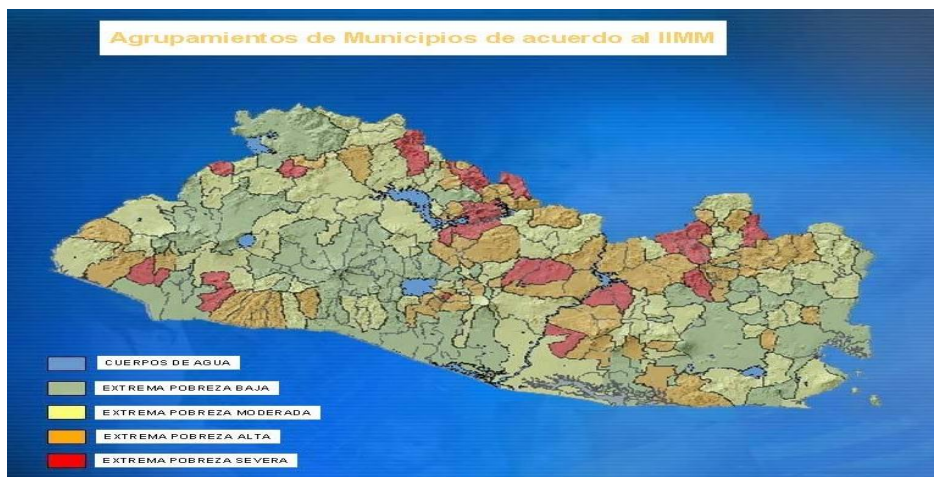 Agrupamientos de Municipios de acuerdo al IIMM
CUERPOS DE AGUA
EXTREMA POBREZA BAJA
EXTREMA POBREZA MODERADA
EXTREMA POBREZA ALTA
EXTREMA POBREZA SEVERA